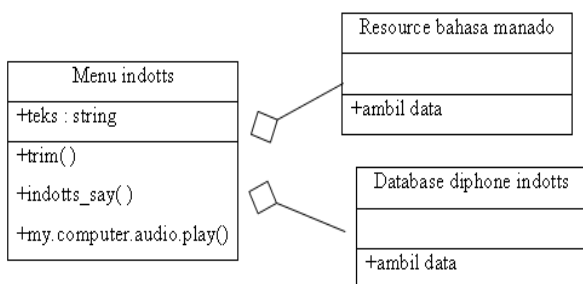 Menu indotts
+teks : string
+trim()
+indotts_say()
+my.computer.audio.play()
Resource bahasa manado
+ambil data
Database diphone indotts
+ambil data